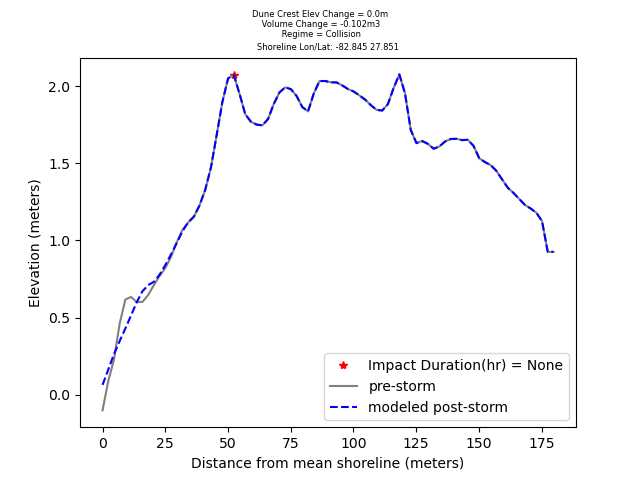 Dune Crest Elev Change = 0.0m
Volume Change = -0.102m3
Regime = Collision
Shoreline Lon/Lat: -82.845 27.851
2.0
1.5
1.0
0.5
0.0
Elevation (meters)
Impact Duration(hr) = None
pre-storm
modeled post-storm
0 25 50 75 100 125 150 175
Distance from mean shoreline (meters)